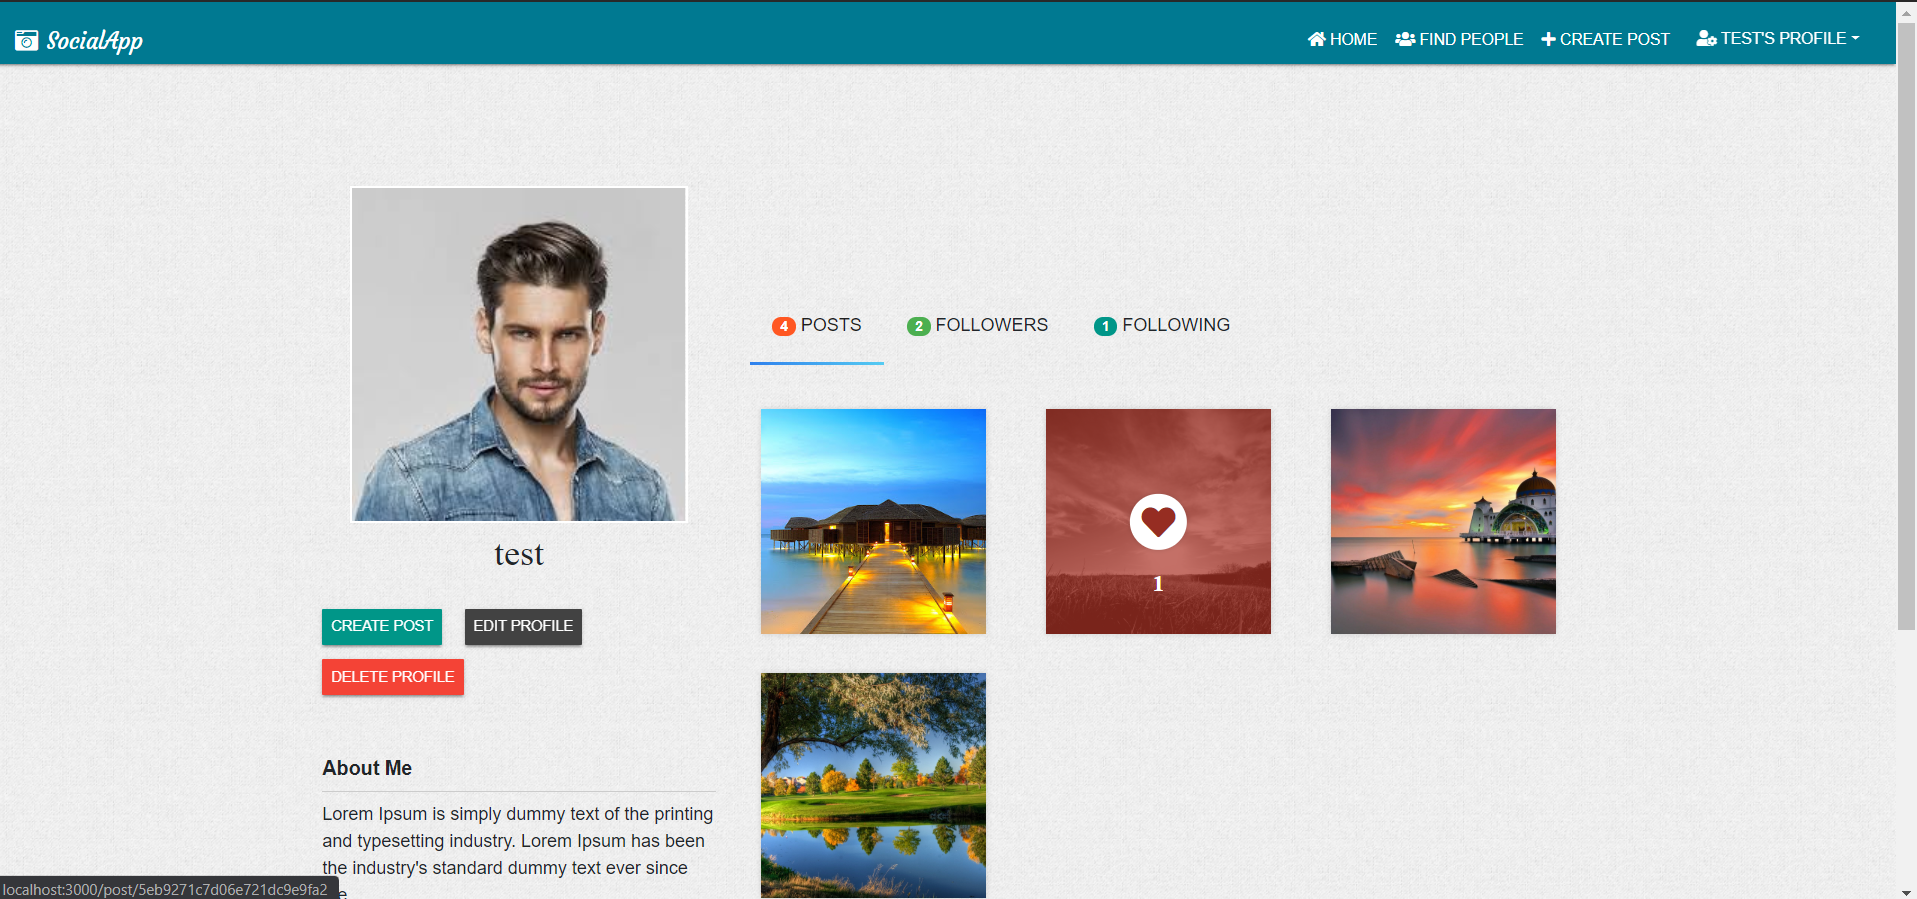 SocialApp
HOME
FIND PEOPLE
CREATE POST
TEST'S PROFILE
4 POSTS
2 FOLLOWERS
1 FOLLOWING
1
test
CREATE POST
EDIT PROFILE
DELETE PROFILE
About Me
Lorem Ipsum is simply dummy text of the printing
and typesetting industry. Lorem Ipsum has been
the industry's standard dummy text ever since
localhost:3000/post/5eb9271c7d06e721dc9e9fa2